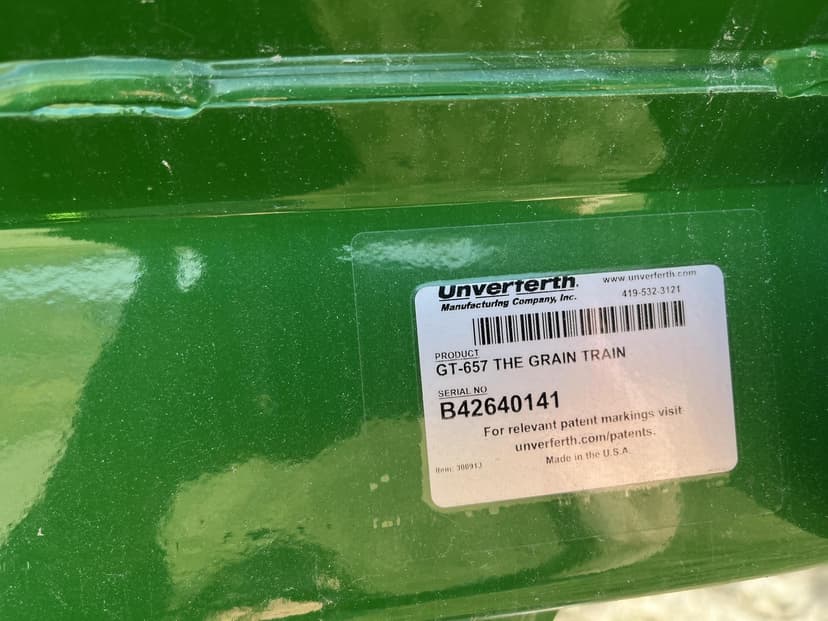 Unverferth
Manufacturing Company, Inc.
www.unverferth.com
419-532-3121
PRODUCT
GT-657 THE GRAIN TRAIN
SERIAL NO
B42640141
For relevant patent markings visit
unverferth.com/patents.
Made in the U.S.A.
Item: